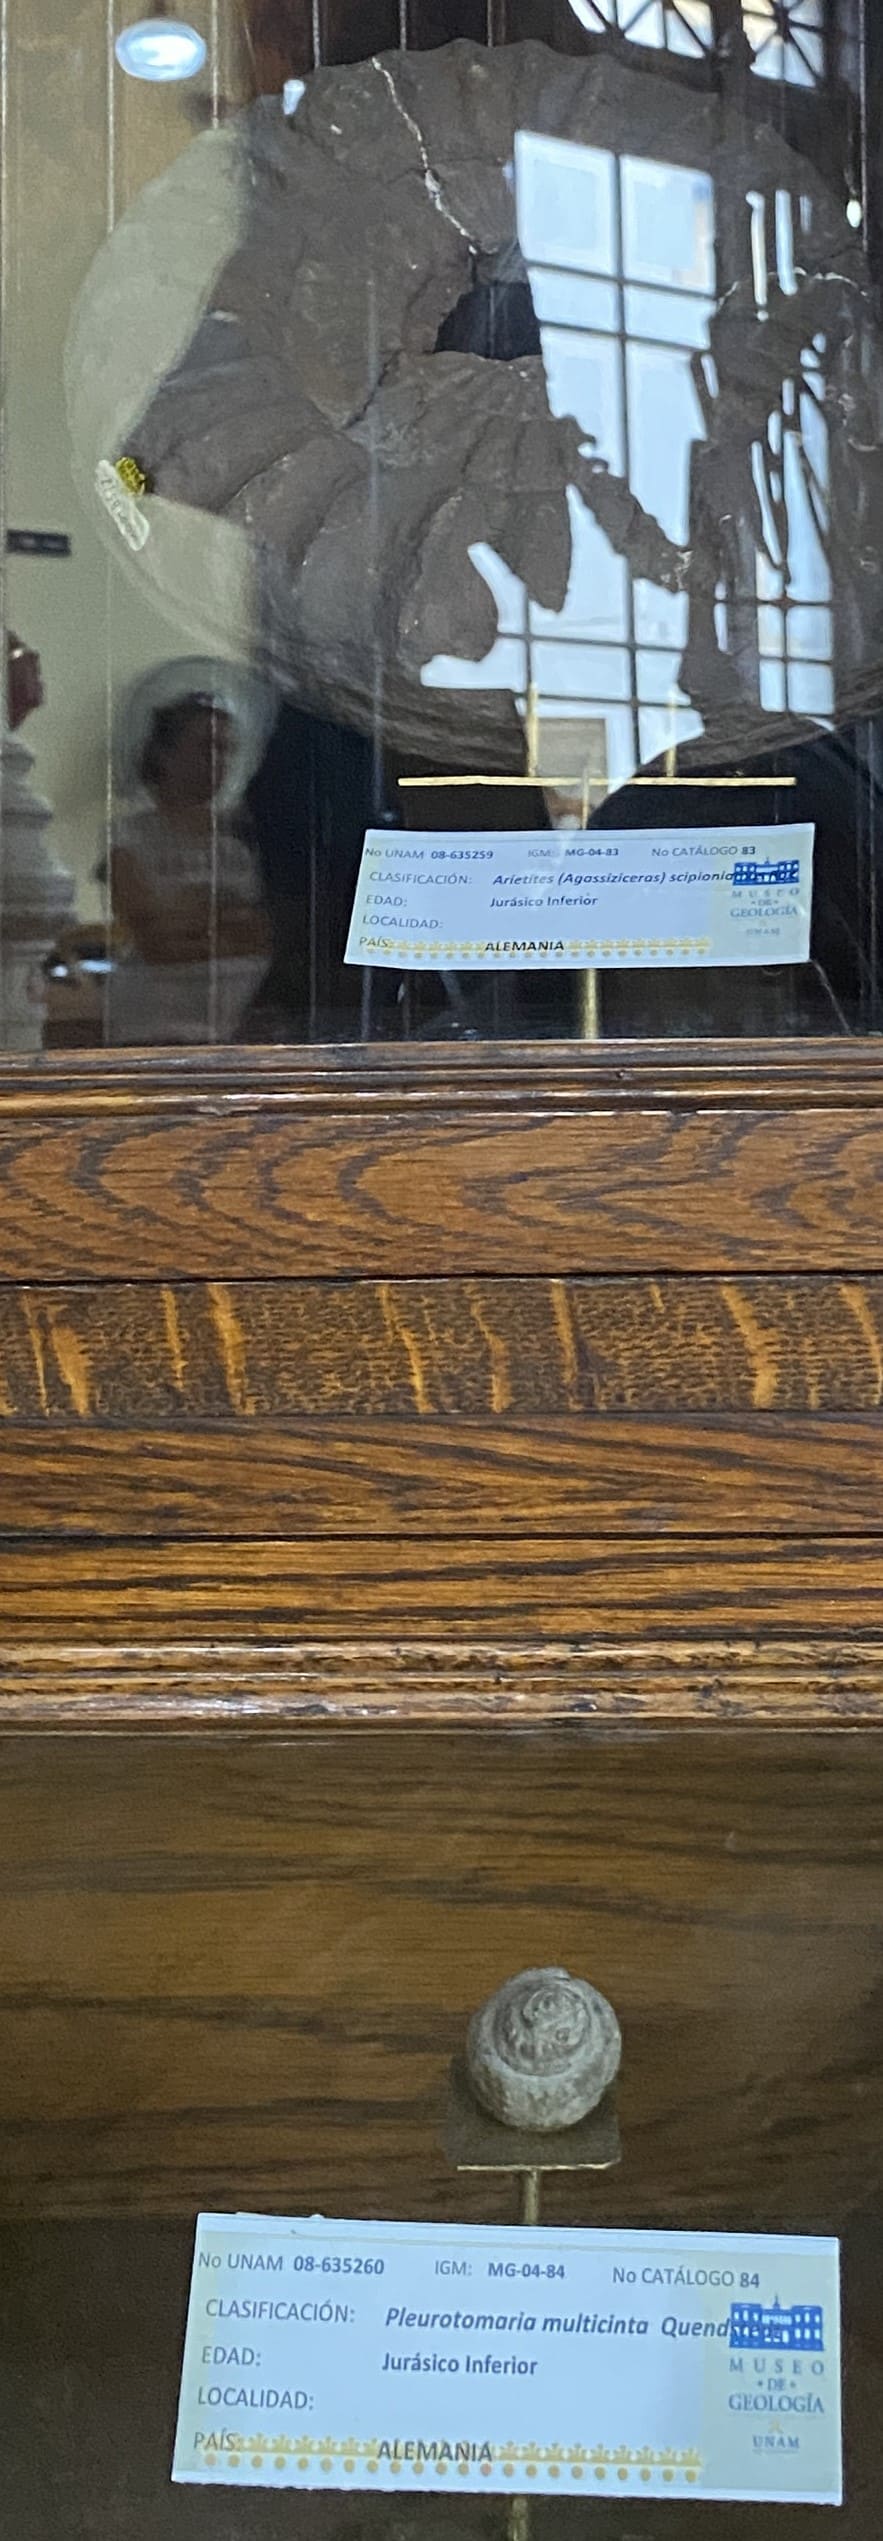 No UNAM 08-635259 IGM: MG-04-83 No CATÁLOGO 83
CLASIFICACIÓN: Arietites (Agassiziceras) scipionia
EDAD: Jurásico Inferior
LOCALIDAD:
PAÍS: ALEMANIA
MUSEO
•DE•
GEOLOGÍA
UNAM
No UNAM 08-635260 IGM: MG-04-84 No CATÁLOGO 84
CLASIFICACIÓN: Pleurotomaria multicinta
EDAD: Jurásico Inferior
LOCALIDAD:
PAÍS: ALEMANIA
MUSEO
•DE•
GEOLOGÍA
UNAM